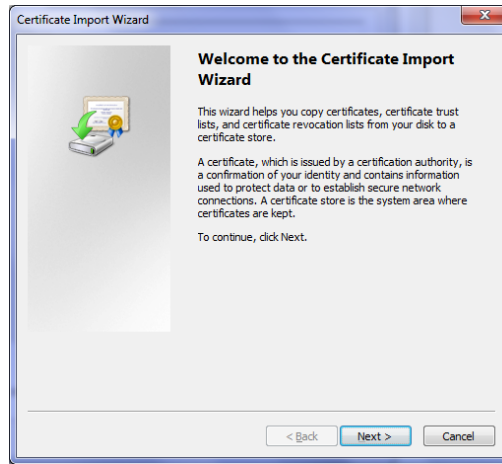 Certificate Import Wizard
Welcome to the Certificate Import
Wizard
This wizard helps you copy certificates, certificate trust
lists, and certificate revocation lists from your disk to a
certificate store.
A certificate, which is issued by a certification authority, is
a confirmation of your identity and contains information
used to protect data or to establish secure network
connections. A certificate store is the system area where
certificates are kept.
To continue, click Next.
< Back
Next >
Cancel